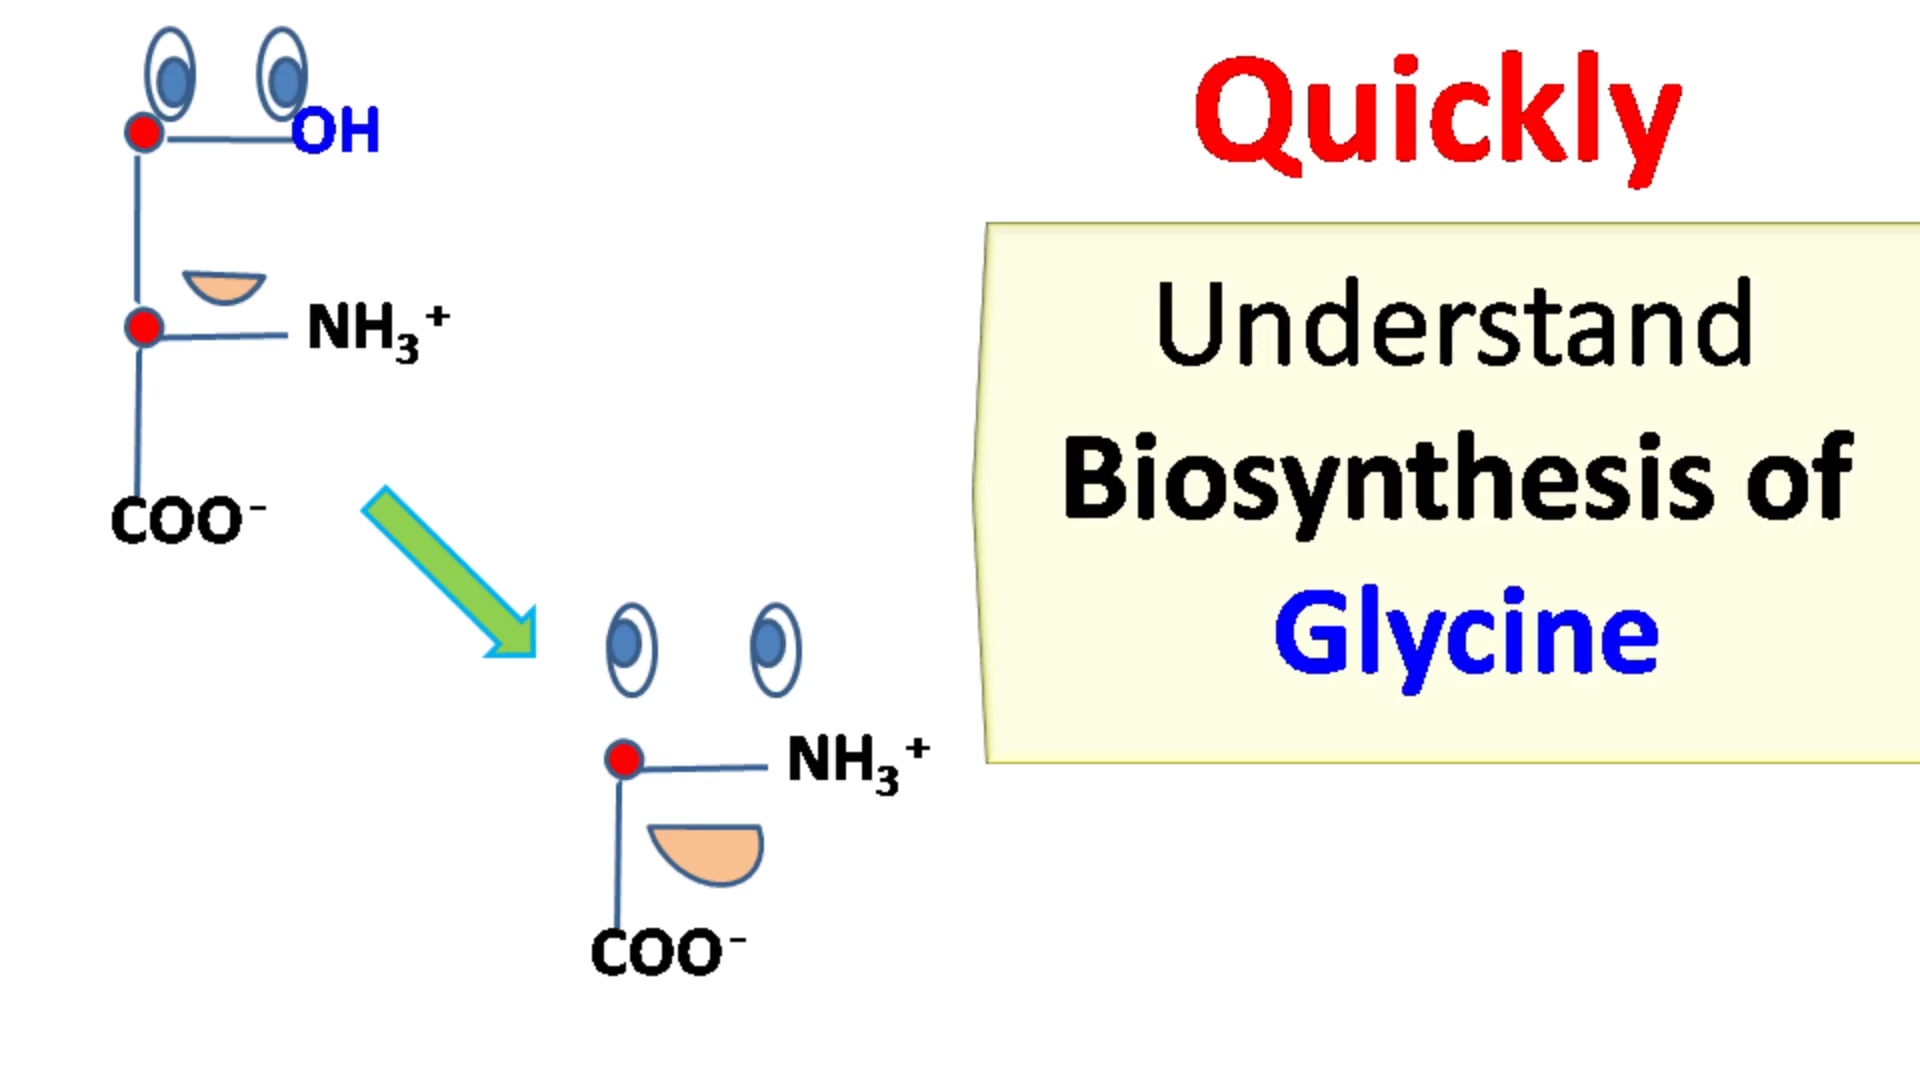 OH
NH₃⁺
COO⁻
NH₃⁺
COO⁻
Quickly
Understand
Biosynthesis of
Glycine